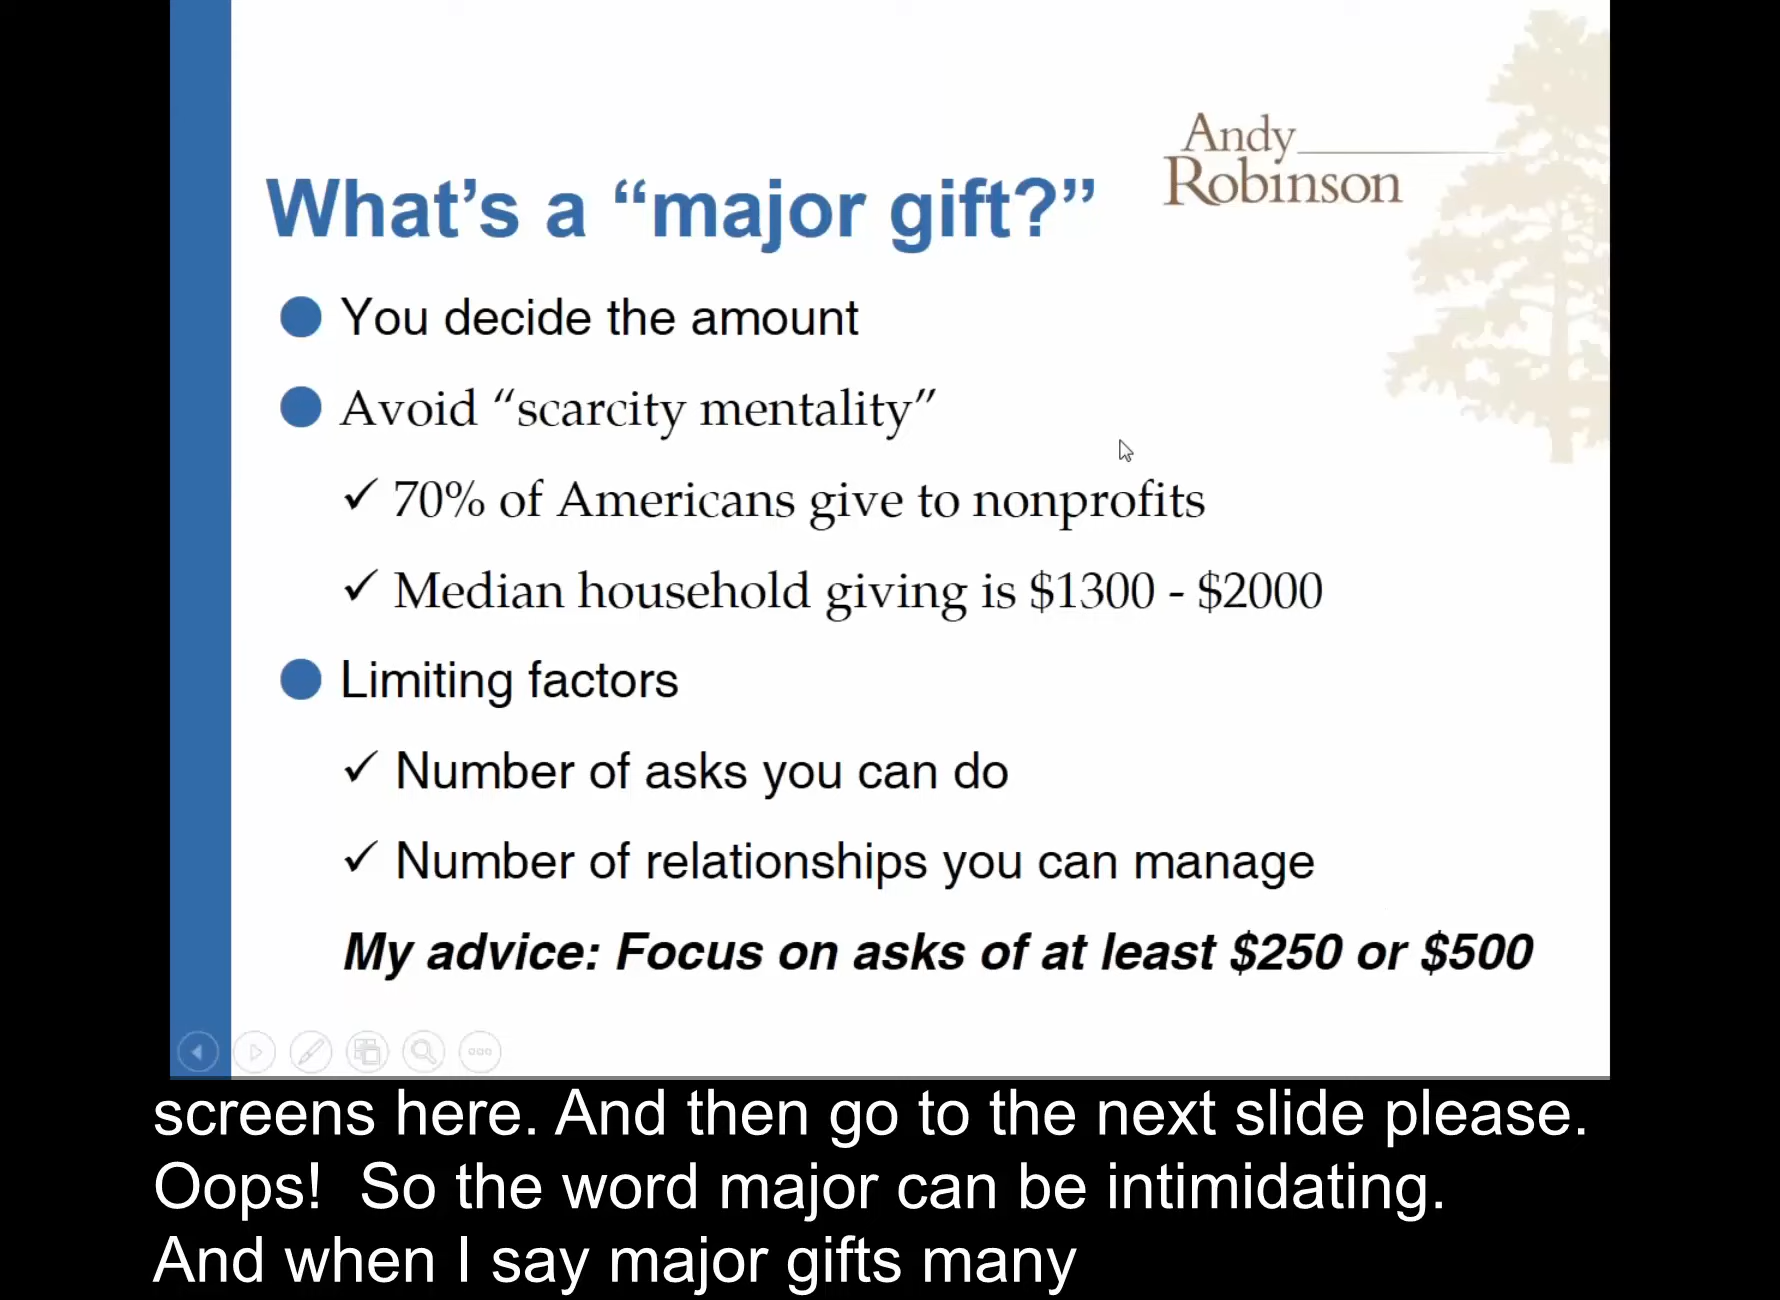 Andy
Robinson
What’s a “major gift?”
You decide the amount
Avoid “scarcity mentality”
✓ 70% of Americans give to nonprofits
✓ Median household giving is $1300 - $2000
Limiting factors
✓ Number of asks you can do
✓ Number of relationships you can manage
My advice: Focus on asks of at least $250 or $500
screens here. And then go to the next slide please.
Oops!  So the word major can be intimidating.
And when I say major gifts many